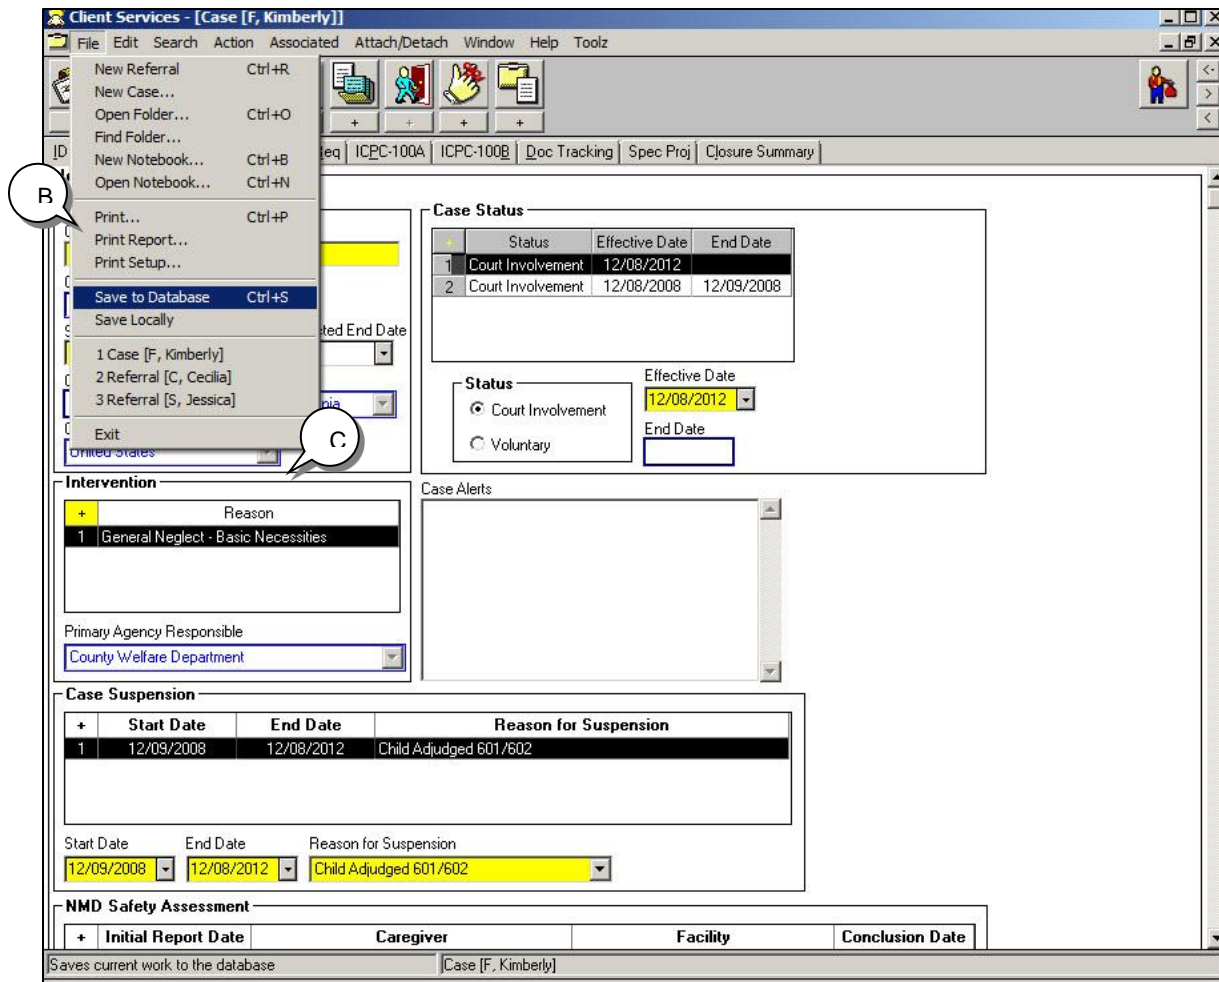 Client Services - [Case [F, Kimberly]]
File Edit Search Action Associated Attach/Detach Window Help Toolz
New Referral Ctrl+R
New Case...
Open Folder... Ctrl+O
Find Folder...
New Notebook... Ctrl+B
Open Notebook... Ctrl+N
Print... Ctrl+P
Print Report...
Print Setup...
Save to Database Ctrl+S
Save Locally
1 Case [F, Kimberly]
2 Referral [C, Cecilia]
3 Referral [S, Jessica]
Exit
+ + + +
ID ICPC-100A ICPC-100B Doc Tracking Spec Proj Closure Summary
B
C
End Date
United States
Case Status
+ Status Effective Date End Date
1 Court Involvement 12/08/2012
2 Court Involvement 12/08/2008 12/09/2008
Status
Court Involvement
Voluntary
Effective Date
12/08/2012
End Date
Intervention
+ Reason
1 General Neglect - Basic Necessities
Primary Agency Responsible
County Welfare Department
Case Alerts
Case Suspension
+ Start Date End Date Reason for Suspension
1 12/09/2008 12/08/2012 Child Adjudged 601/602
Start Date End Date Reason for Suspension
12/09/2008 12/08/2012 Child Adjudged 601/602
NMD Safety Assessment
+ Initial Report Date Caregiver Facility Conclusion Date
Saves current work to the database Case [F, Kimberly]